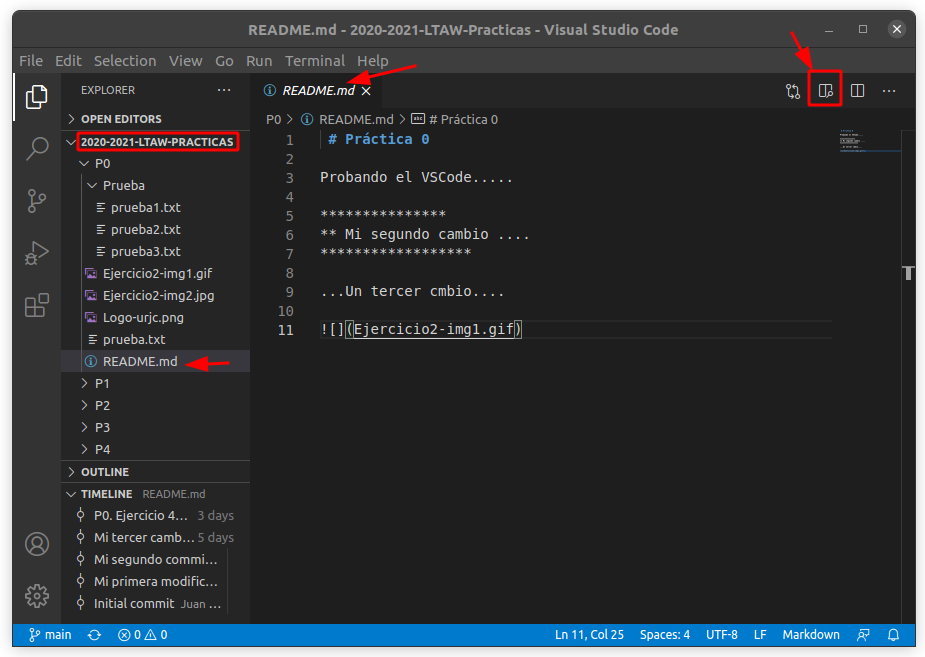 README.md - 2020-2021-LTAW-Practicas - Visual Studio Code
File Edit Selection View Go Run Terminal Help
EXPLORER
OPEN EDITORS
2020-2021-LTAW-PRACTICAS
P0
Prueba
prueba1.txt
prueba2.txt
prueba3.txt
Ejercicio2-img1.gif
Ejercicio2-img2.jpg
Logo-urjc.png
prueba.txt
README.md
P1
P2
P3
P4
OUTLINE
TIMELINE README.md
P0. Ejercicio 4... 3 days
Mi tercer camb... 5 days
Mi segundo commi...
Mi primera modific...
Initial commit Juan ...
README.md
P0 > README.md > # Práctica 0
1 # Práctica 0
2
3 Probando el VSCode.....
4
5 ***************
6 ** Mi segundo cambio ....
7 ******************
8
9 ...Un tercer cmbio....
10
11 ![](Ejercicio2-img1.gif)
main 0 0 Ln 11, Col 25 Spaces: 4 UTF-8 LF Markdown